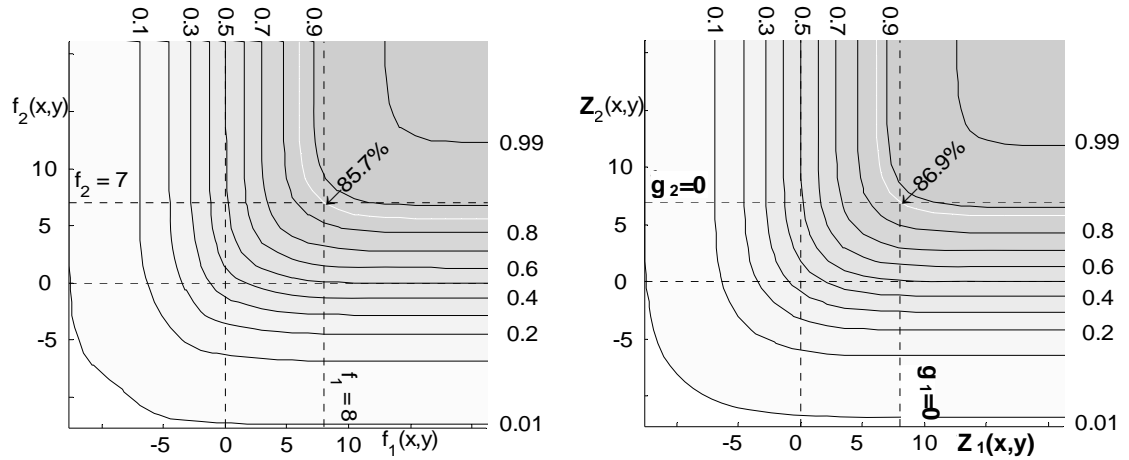 0.1 0.3 0.5 0.7 0.9
f2(x,y)
10
5
0
-5
f2 = 7
85.7%
f1 = 8
0.99
0.8
0.6
0.4
0.2
0.01
-5 0 5 10 f1(x,y)
0.1 0.3 0.5 0.7 0.9
Z2(x,y)
10
5
0
-5
g2=0
86.9%
g1=0
0.99
0.8
0.6
0.4
0.2
0.01
-5 0 5 10 Z1(x,y)